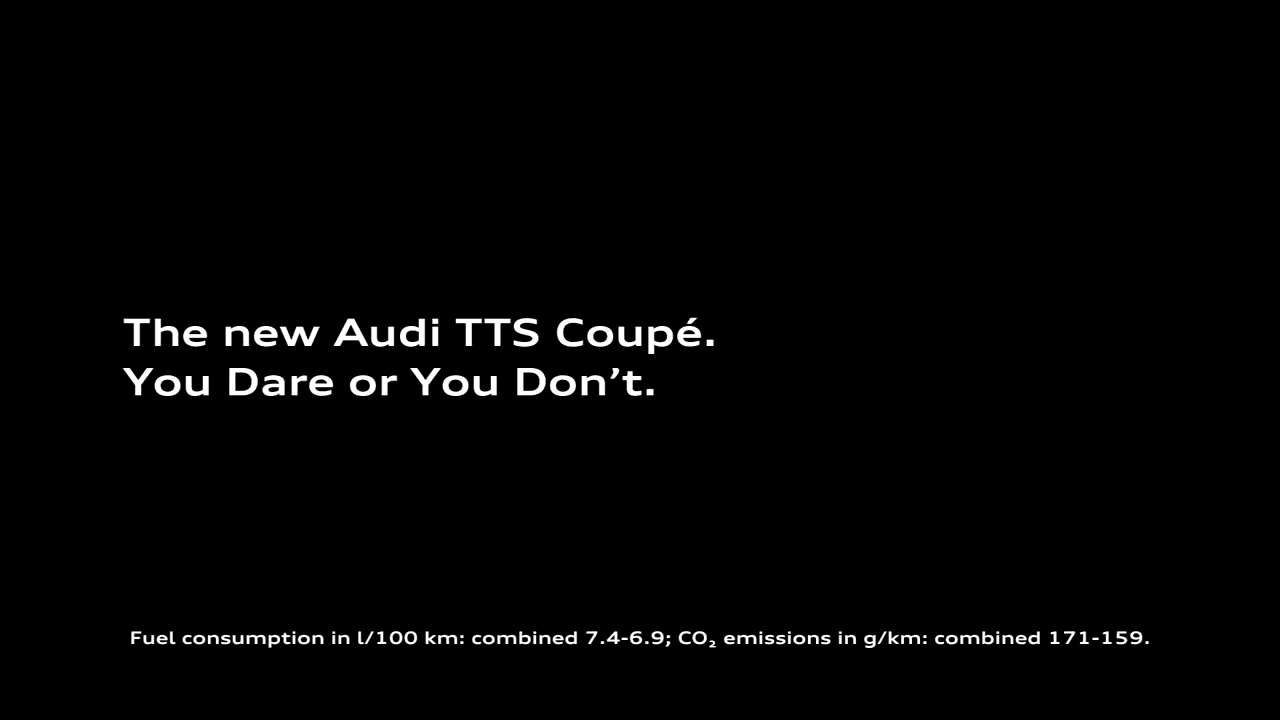 The new Audi TTS Coupé.
You Dare or You Don’t.
Fuel consumption in l/100 km: combined 7.4-6.9; CO₂ emissions in g/km: combined 171-159.